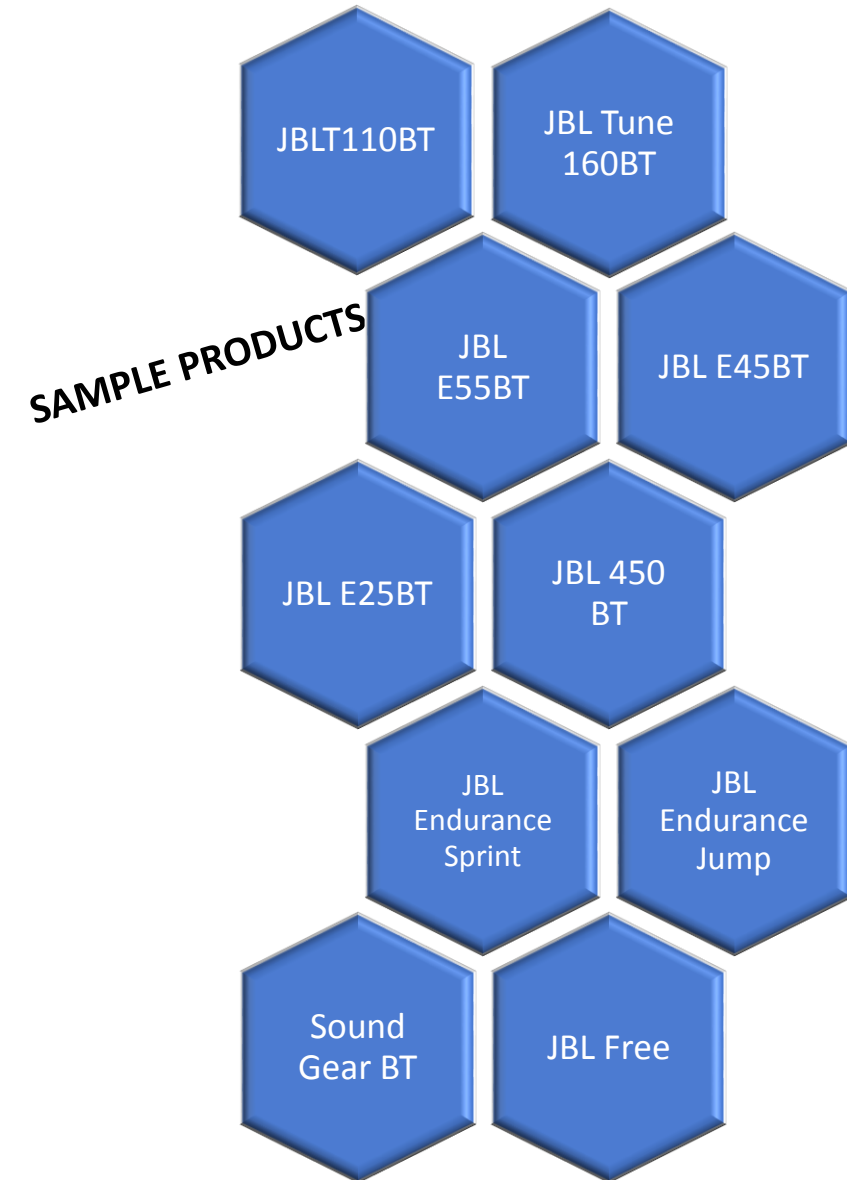 JBLT110BT
JBL Tune
160BT
SAMPLE PRODUCTS
JBL
E55BT
JBL E45BT
JBL E25BT
JBL 450
BT
JBL
Endurance
Sprint
JBL
Endurance
Jump
Sound
Gear BT
JBL Free